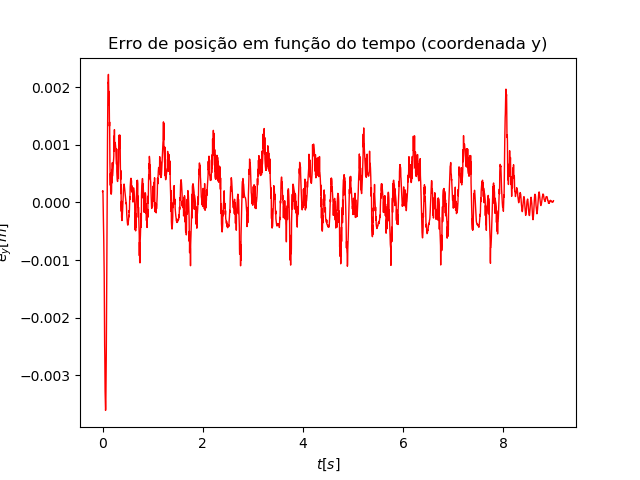 Erro de posição em função do tempo (coordenada y)
0.002
0.001
0.000
−0.001
−0.002
−0.003
e_y[m]
0 2 4 6 8
t[s]